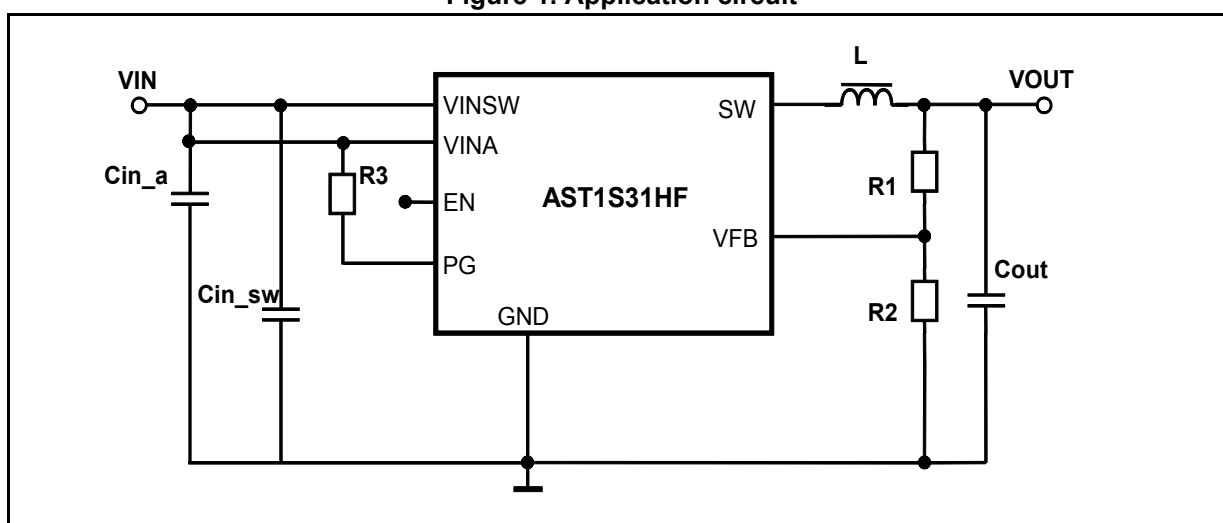 Figure 1. Application circuit
VIN
VINSW
VINA
Cin_a
R3
EN
PG
Cin_sw
GND
AST1S31HF
SW
VFB
L
VOUT
R1
R2
Cout